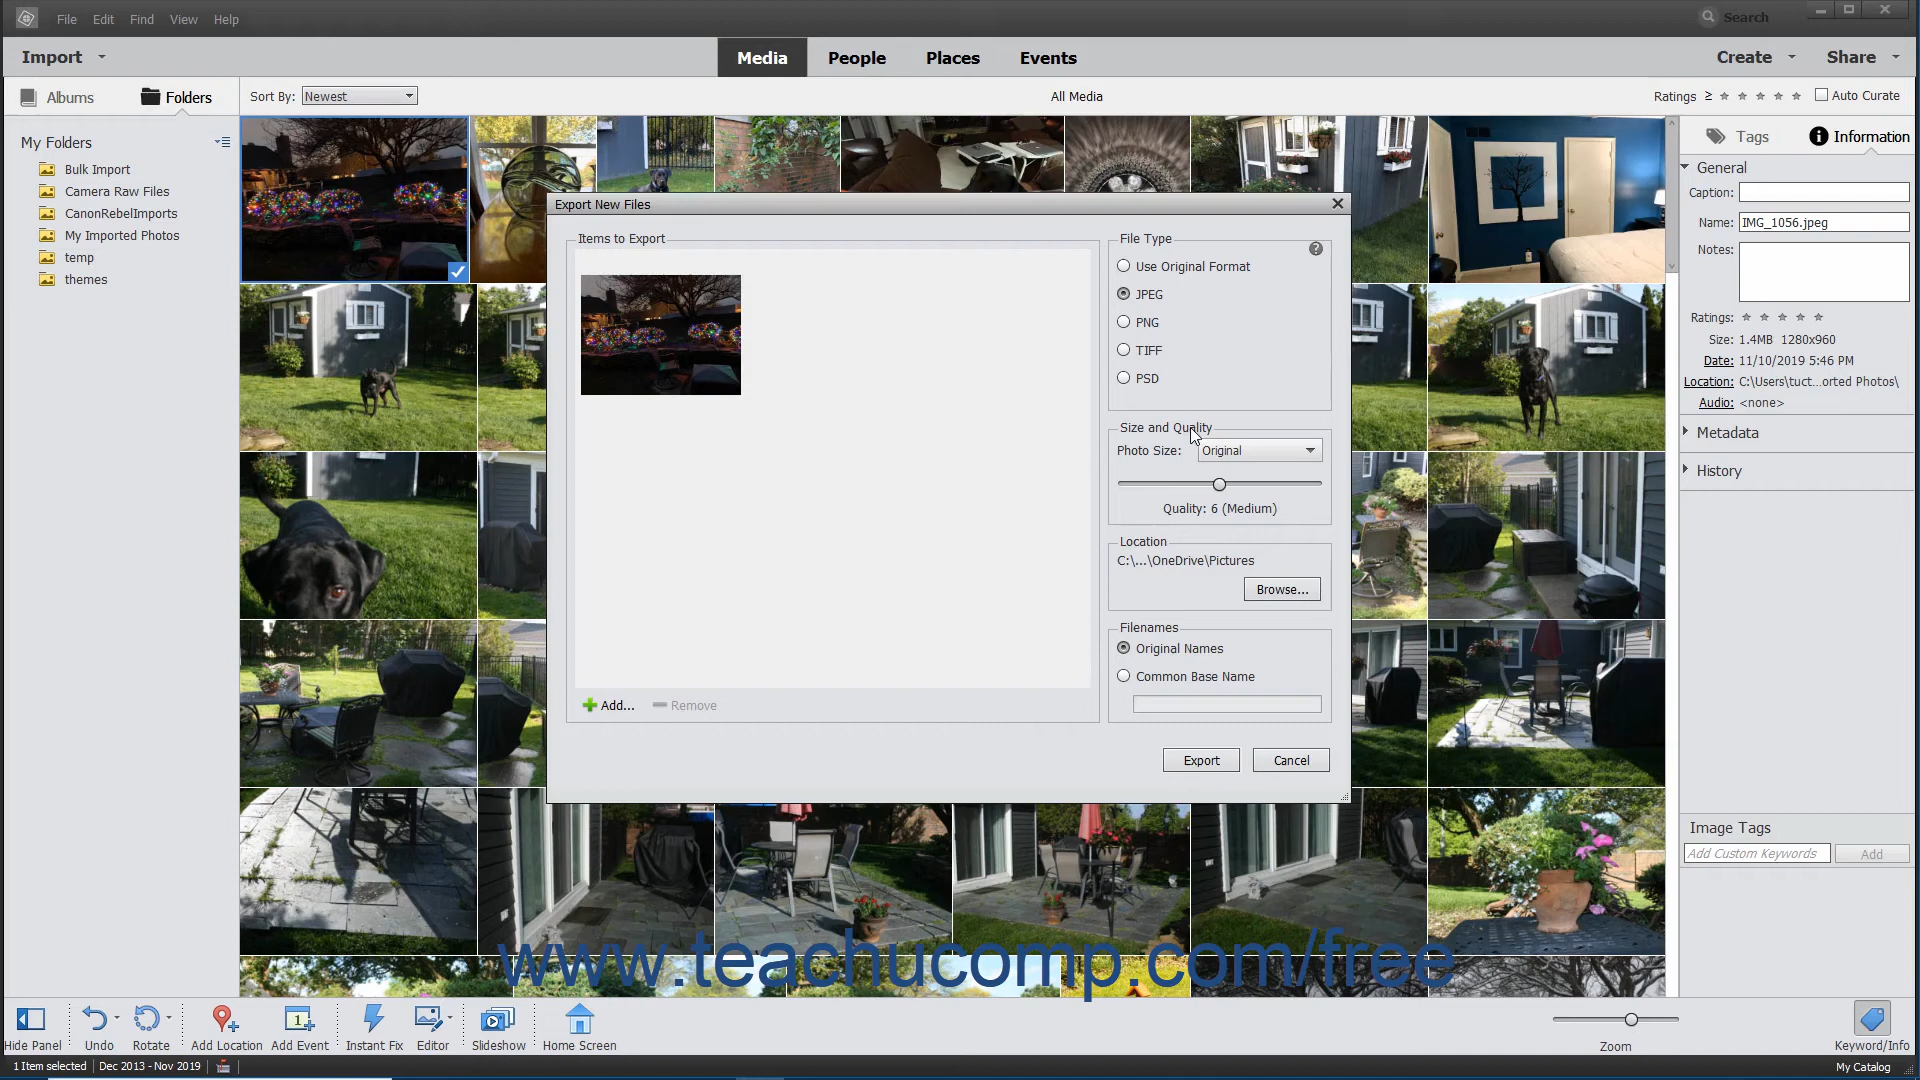 File Edit Find View Help
Search
Import
Media People Places Events
Create Share
Albums Folders
Sort By: Newest
All Media
Ratings ≥ Auto Curate
My Folders
Bulk Import
Camera Raw Files
CanonRebelImports
My Imported Photos
temp
themes
Export New Files
Items to Export
Add... Remove
File Type
?
Use Original Format
JPEG
PNG
TIFF
PSD
Size and Quality
Photo Size: Original
Quality: 6 (Medium)
Location
C:\...\OneDrive\Pictures
Browse...
Filenames
Original Names
Common Base Name
Export Cancel
Tags Information
General
Caption:
Name: IMG_1056.jpeg
Notes:
Ratings:
Size: 1.4MB 1280x960
Date: 11/10/2019 5:46 PM
Location: C:\Users\tuct...orted Photos\
Audio: <none>
Metadata
History
Image Tags
Add Custom Keywords Add
www.teachucomp.com/free
1
Hide Panel Undo Rotate Add Location Add Event Instant Fix Editor Slideshow Home Screen Zoom Keyword/Info
1 Item selected Dec 2013 - Nov 2019 My Catalog